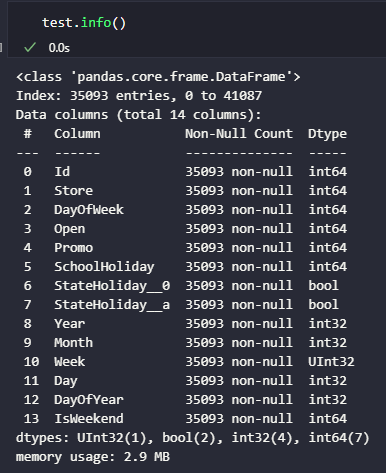 test.info()
✓ 0.0s
<class 'pandas.core.frame.DataFrame'>
Index: 35093 entries, 0 to 41087
Data columns (total 14 columns):
 #   Column          Non-Null Count  Dtype
---  ------          --------------  -----
 0   Id              35093 non-null  int64
 1   Store           35093 non-null  int64
 2   DayOfWeek       35093 non-null  int64
 3   Open            35093 non-null  int64
 4   Promo           35093 non-null  int64
 5   SchoolHoliday   35093 non-null  int64
 6   StateHoliday__0 35093 non-null  bool
 7   StateHoliday__a 35093 non-null  bool
 8   Year            35093 non-null  int32
 9   Month           35093 non-null  int32
 10  Week            35093 non-null  UInt32
 11  Day             35093 non-null  int32
 12  DayOfYear       35093 non-null  int32
 13  IsWeekend       35093 non-null  int64
dtypes: UInt32(1), bool(2), int32(4), int64(7)
memory usage: 2.9 MB